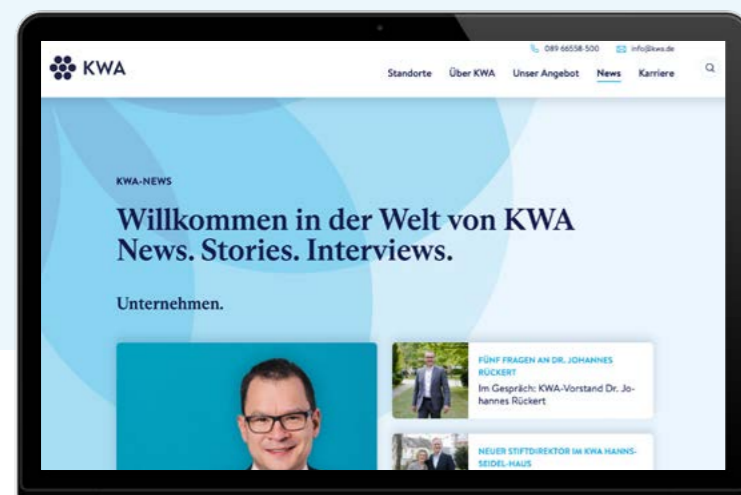 089 66558-500 info@kwa.de
KWA
Standorte Über KWA Unser Angebot News Karriere
KWA-NEWS
Willkommen in der Welt von KWA
News. Stories. Interviews.
Unternehmen.
FÜNF FRAGEN AN DR. JOHANNES
RÜCKERT
Im Gespräch: KWA-Vorstand Dr. Jo-
hannes Rückert
NEUER STIFTDIREKTOR IM KWA HANNS-
SEIDEL-HAUS